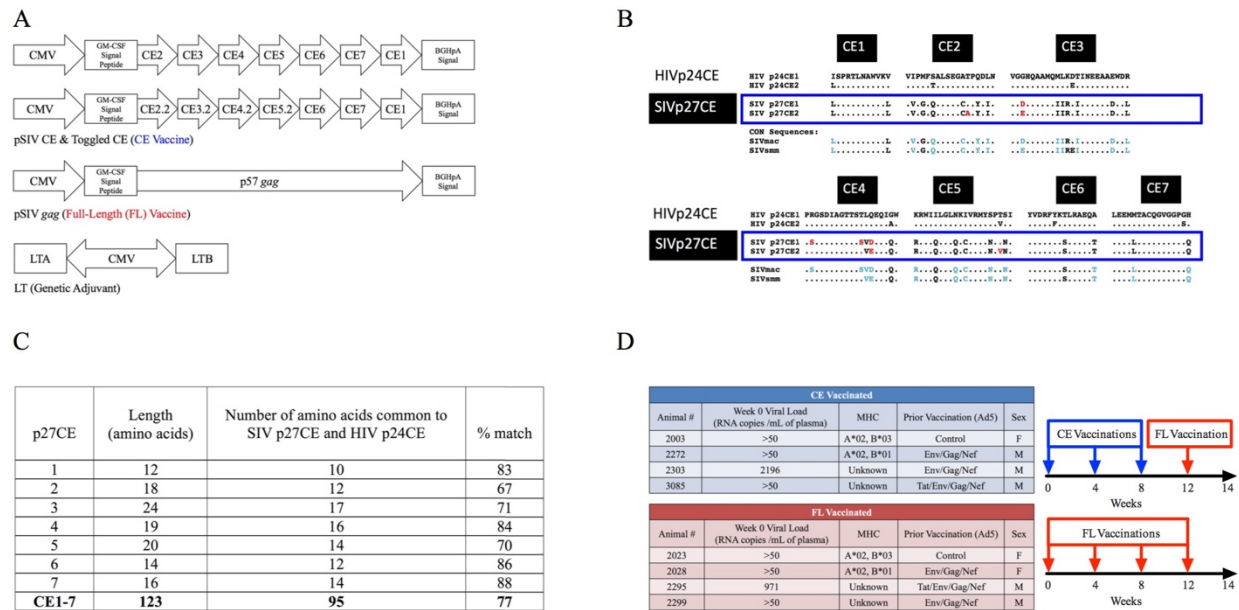 A
CMV
GM-CSF
Signal
Peptide
CE2
CE3
CE4
CE5
CE6
CE7
CE1
BGHpA
Signal
CMV
GM-CSF
Signal
Peptide
CE2.2
CE3.2
CE4.2
CE5.2
CE6
CE7
CE1
BGHpA
Signal
pSIV CE & Toggled CE (CE Vaccine)
CMV
GM-CSF
Signal
Peptide
p57 gag
BGHpA
Signal
pSIV gag (Full-Length (FL) Vaccine)
LTA
CMV
LTB
LT (Genetic Adjuvant)
B
CE1 CE2 CE3
HIVp24CE
HIV p24CE1 ISPRTLNAWVKV VIPMFSALSEGATPQDLN VGGHQAAMQMLKDTINEEAAEWDR
HIV p24CE2 L........... ......T........... ............E...........
SIVp27CE
SIV p27CE1 L..........L .V.G.Q.....C..Y.I. ...D......IIR.I......D..L
SIV p27CE2 L..........L .V.G.Q.....CA.Y.I. ...E......IIR.I......D..L
CON Sequences:
SIVmac L..........L .V.G.Q.....C..Y.I. ...D......IIR.I......D..L
SIVsmm L..........L .V.G.Q.....C..Y.I. ...E......IIREI......D..L
CE4 CE5 CE6 CE7
HIVp24CE
HIV p24CE1 PRGSDIAGTTSTLQEQIGW KRWIILGLNKIVRMYSPTSI YVDRFYKTLRAEQA LEEMMTACQGVGGPGH
HIV p24CE2 .................A. .................V.. .....F........ ..............S.
SIVp27CE
SIV p27CE1 .S..........SVD...Q. R...Q...Q.C.....N..N. ......S.....T. ...L...........Q
SIV p27CE2 .............VE...Q. R...Q...Q.C.....N.VN. ......S.....T. ...L...........Q
SIVmac .S..........SVD...Q. R...Q...Q.C.....N..N. ......S.....T. ...L...........Q
SIVsmm .............VE...Q. R...Q...Q.C.....N..N. ......S.....T. ...L...........Q
C
p27CE Length (amino acids) Number of amino acids common to SIV p27CE and HIV p24CE % match
1 12 10 83
2 18 12 67
3 24 17 71
4 19 16 84
5 20 14 70
6 14 12 86
7 16 14 88
CE1-7 123 95 77
D
CE Vaccinated
Animal # Week 0 Viral Load (RNA copies /mL of plasma) MHC Prior Vaccination (Ad5) Sex
2003 >50 A*02, B*03 Control F
2272 >50 A*02, B*01 Env/Gag/Nef M
2303 2196 Unknown Env/Gag/Nef M
3085 >50 Unknown Tat/Env/Gag/Nef M
CE Vaccinations
FL Vaccination
0 4 8 12 14
Weeks
FL Vaccinated
Animal # Week 0 Viral Load (RNA copies /mL of plasma) MHC Prior Vaccination (Ad5) Sex
2023 >50 A*02, B*03 Control F
2028 >50 A*02, B*01 Env/Gag/Nef F
2295 971 Unknown Tat/Env/Gag/Nef M
2299 >50 Unknown Env/Gag/Nef M
FL Vaccinations
0 4 8 12 14
Weeks